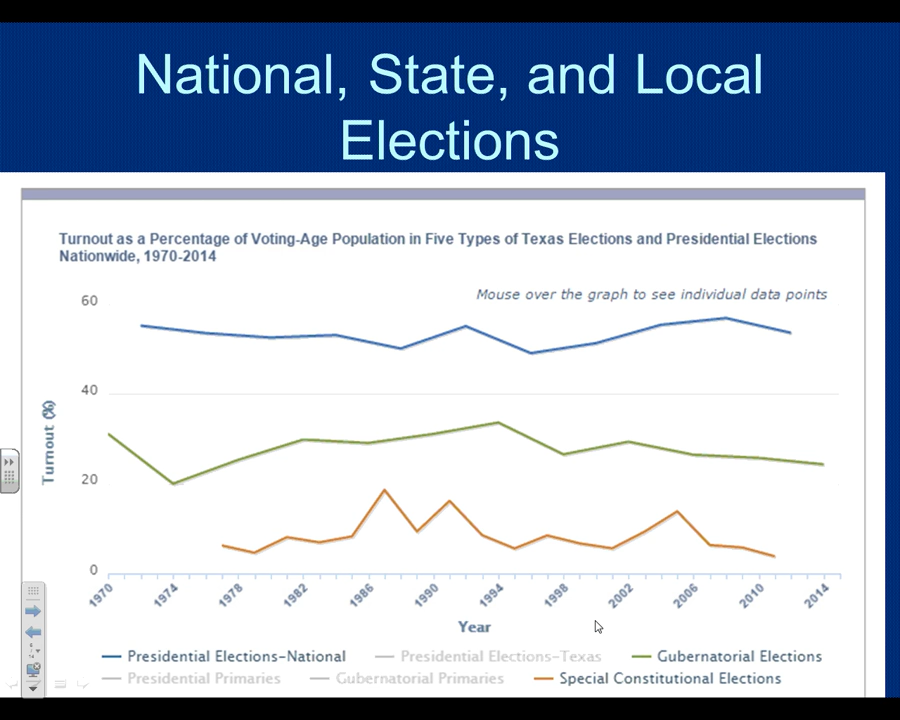 National, State, and Local
Elections
Turnout as a Percentage of Voting-Age Population in Five Types of Texas Elections and Presidential Elections
Nationwide, 1970-2014
Mouse over the graph to see individual data points
60
40
20
0
Turnout (%)
1970 1974 1978 1982 1986 1990 1994 1998 2002 2006 2010 2014
Year
Presidential Elections-National Presidential Elections-Texas Gubernatorial Elections
Presidential Primaries Gubernatorial Primaries Special Constitutional Elections